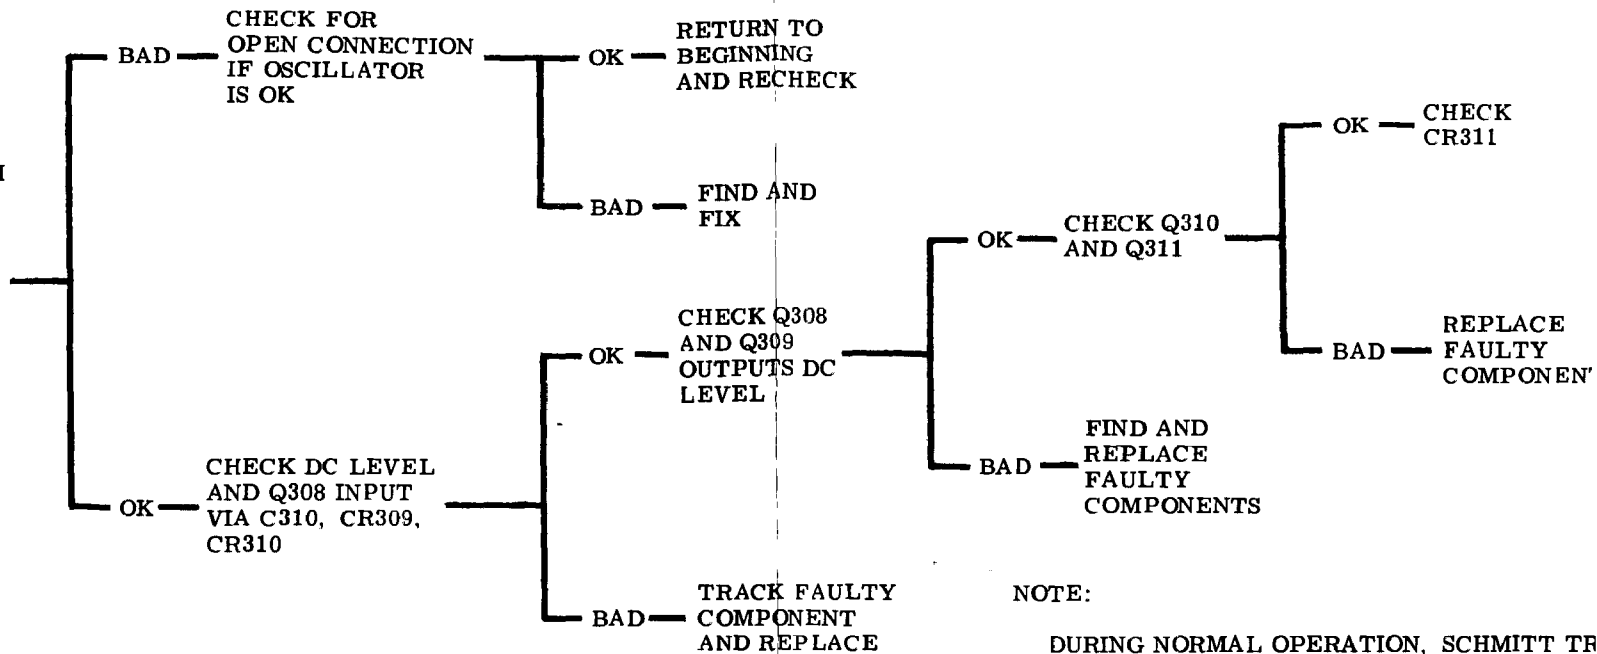 BAD
CHECK FOR
OPEN CONNECTION
IF OSCILLATOR
IS OK
OK
RETURN TO
BEGINNING
AND RECHECK
BAD
FIND AND
FIX
OK
CHECK DC LEVEL
AND Q308 INPUT
VIA C310, CR309,
CR310
OK
CHECK Q308
AND Q309
OUTPUTS DC
LEVEL
BAD
TRACK FAULTY
COMPONENT
AND REPLACE
OK
CHECK Q310
AND Q311
BAD
FIND AND
REPLACE
FAULTY
COMPONENTS
OK
CHECK
CR311
BAD
REPLACE
FAULTY
COMPONEN
NOTE:
DURING NORMAL OPERATION, SCHMITT TR